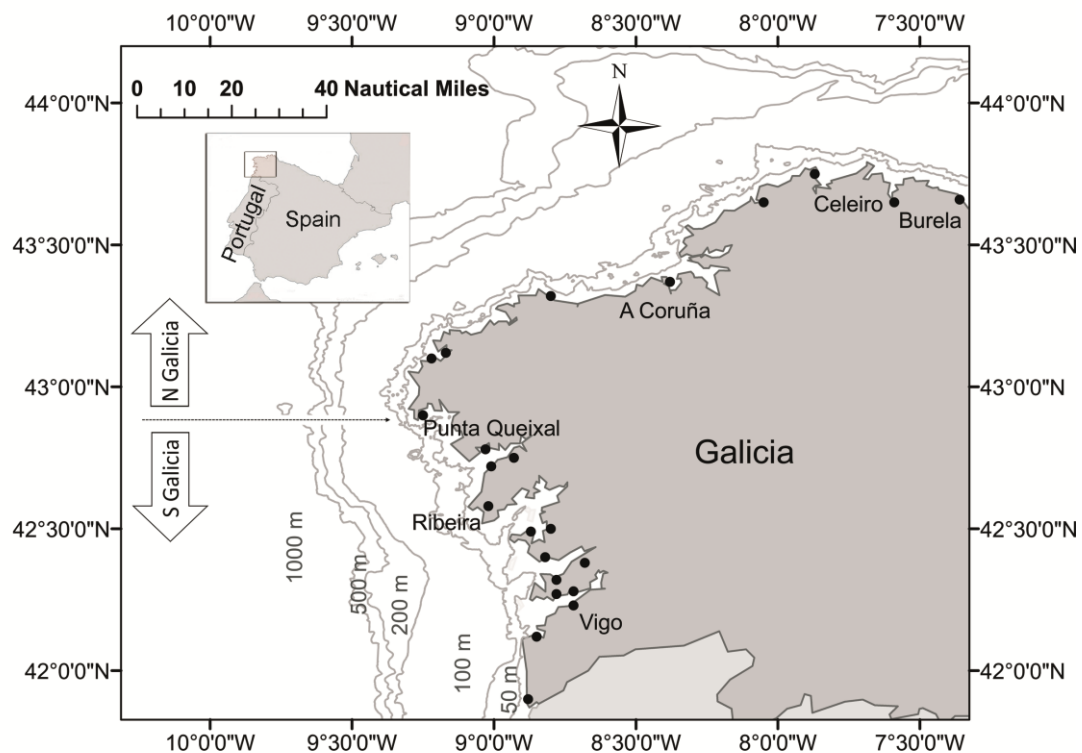 10°0'0"W 9°30'0"W 9°0'0"W 8°30'0"W 8°0'0"W 7°30'0"W
0 10 20 40 Nautical Miles
N
44°0'0"N 44°0'0"N
Portugal
Spain
Celeiro
Burela
43°30'0"N 43°30'0"N
A Coruña
N Galicia
43°0'0"N 43°0'0"N
Punta Queixal
Galicia
S Galicia
Ribeira
42°30'0"N 42°30'0"N
1000 m
500 m
200 m
100 m
50 m
Vigo
42°0'0"N 42°0'0"N
10°0'0"W 9°30'0"W 9°0'0"W 8°30'0"W 8°0'0"W 7°30'0"W